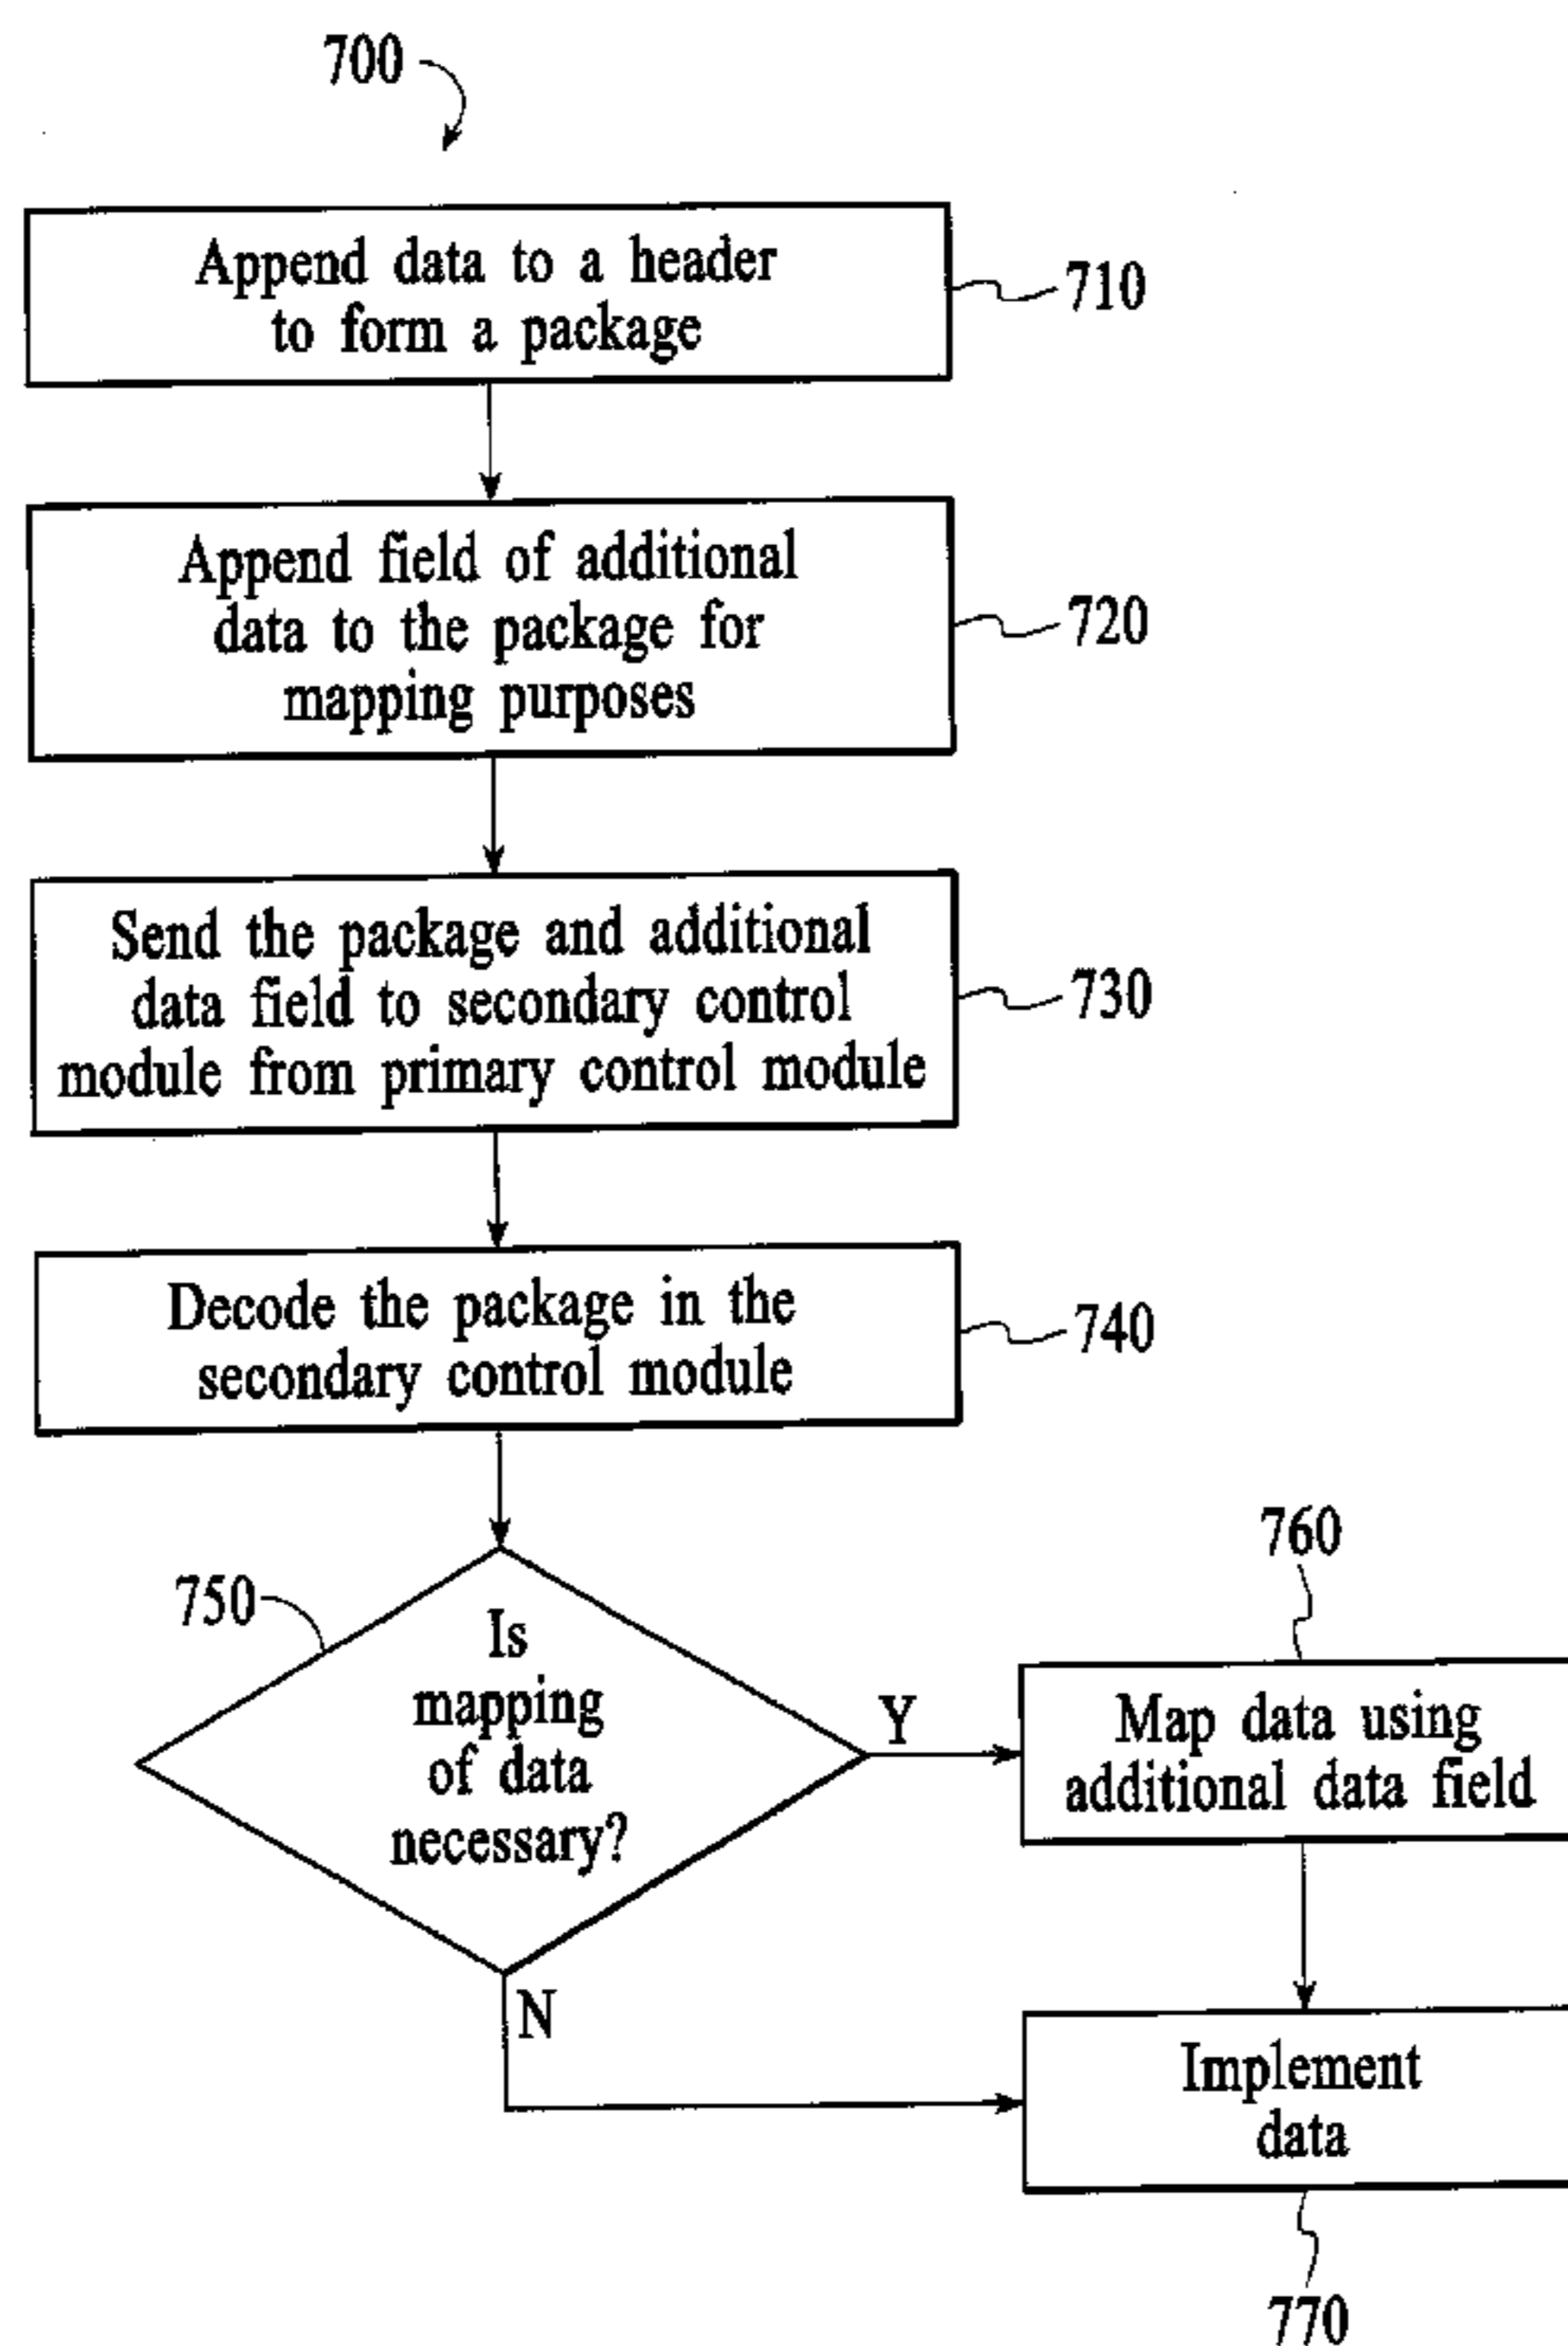 700
Append data to a header
to form a package
710
Append field of additional
data to the package for
mapping purposes
720
Send the package and additional
data field to secondary control
module from primary control module
730
Decode the package in the
secondary control module
740
750
Is
mapping
of data
necessary?
Y
760
Map data using
additional data field
N
Implement
data
770